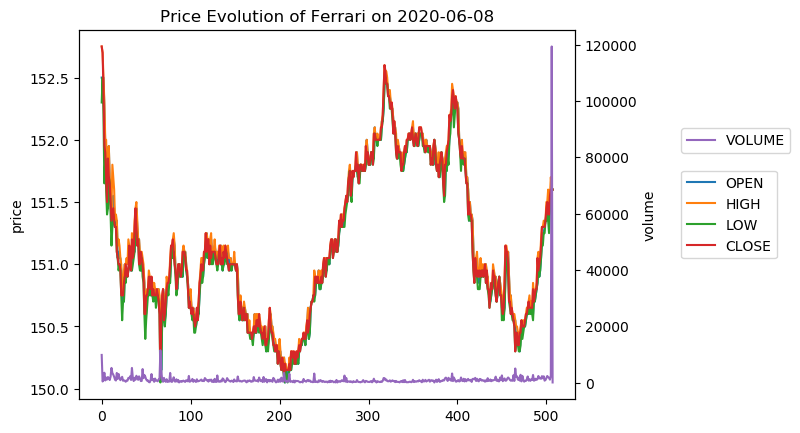 Price Evolution of Ferrari on 2020-06-08
152.5
152.0
151.5
151.0
150.5
150.0
price
0
100
200
300
400
500
120000
100000
80000
60000
40000
20000
0
volume
VOLUME
OPEN
HIGH
LOW
CLOSE